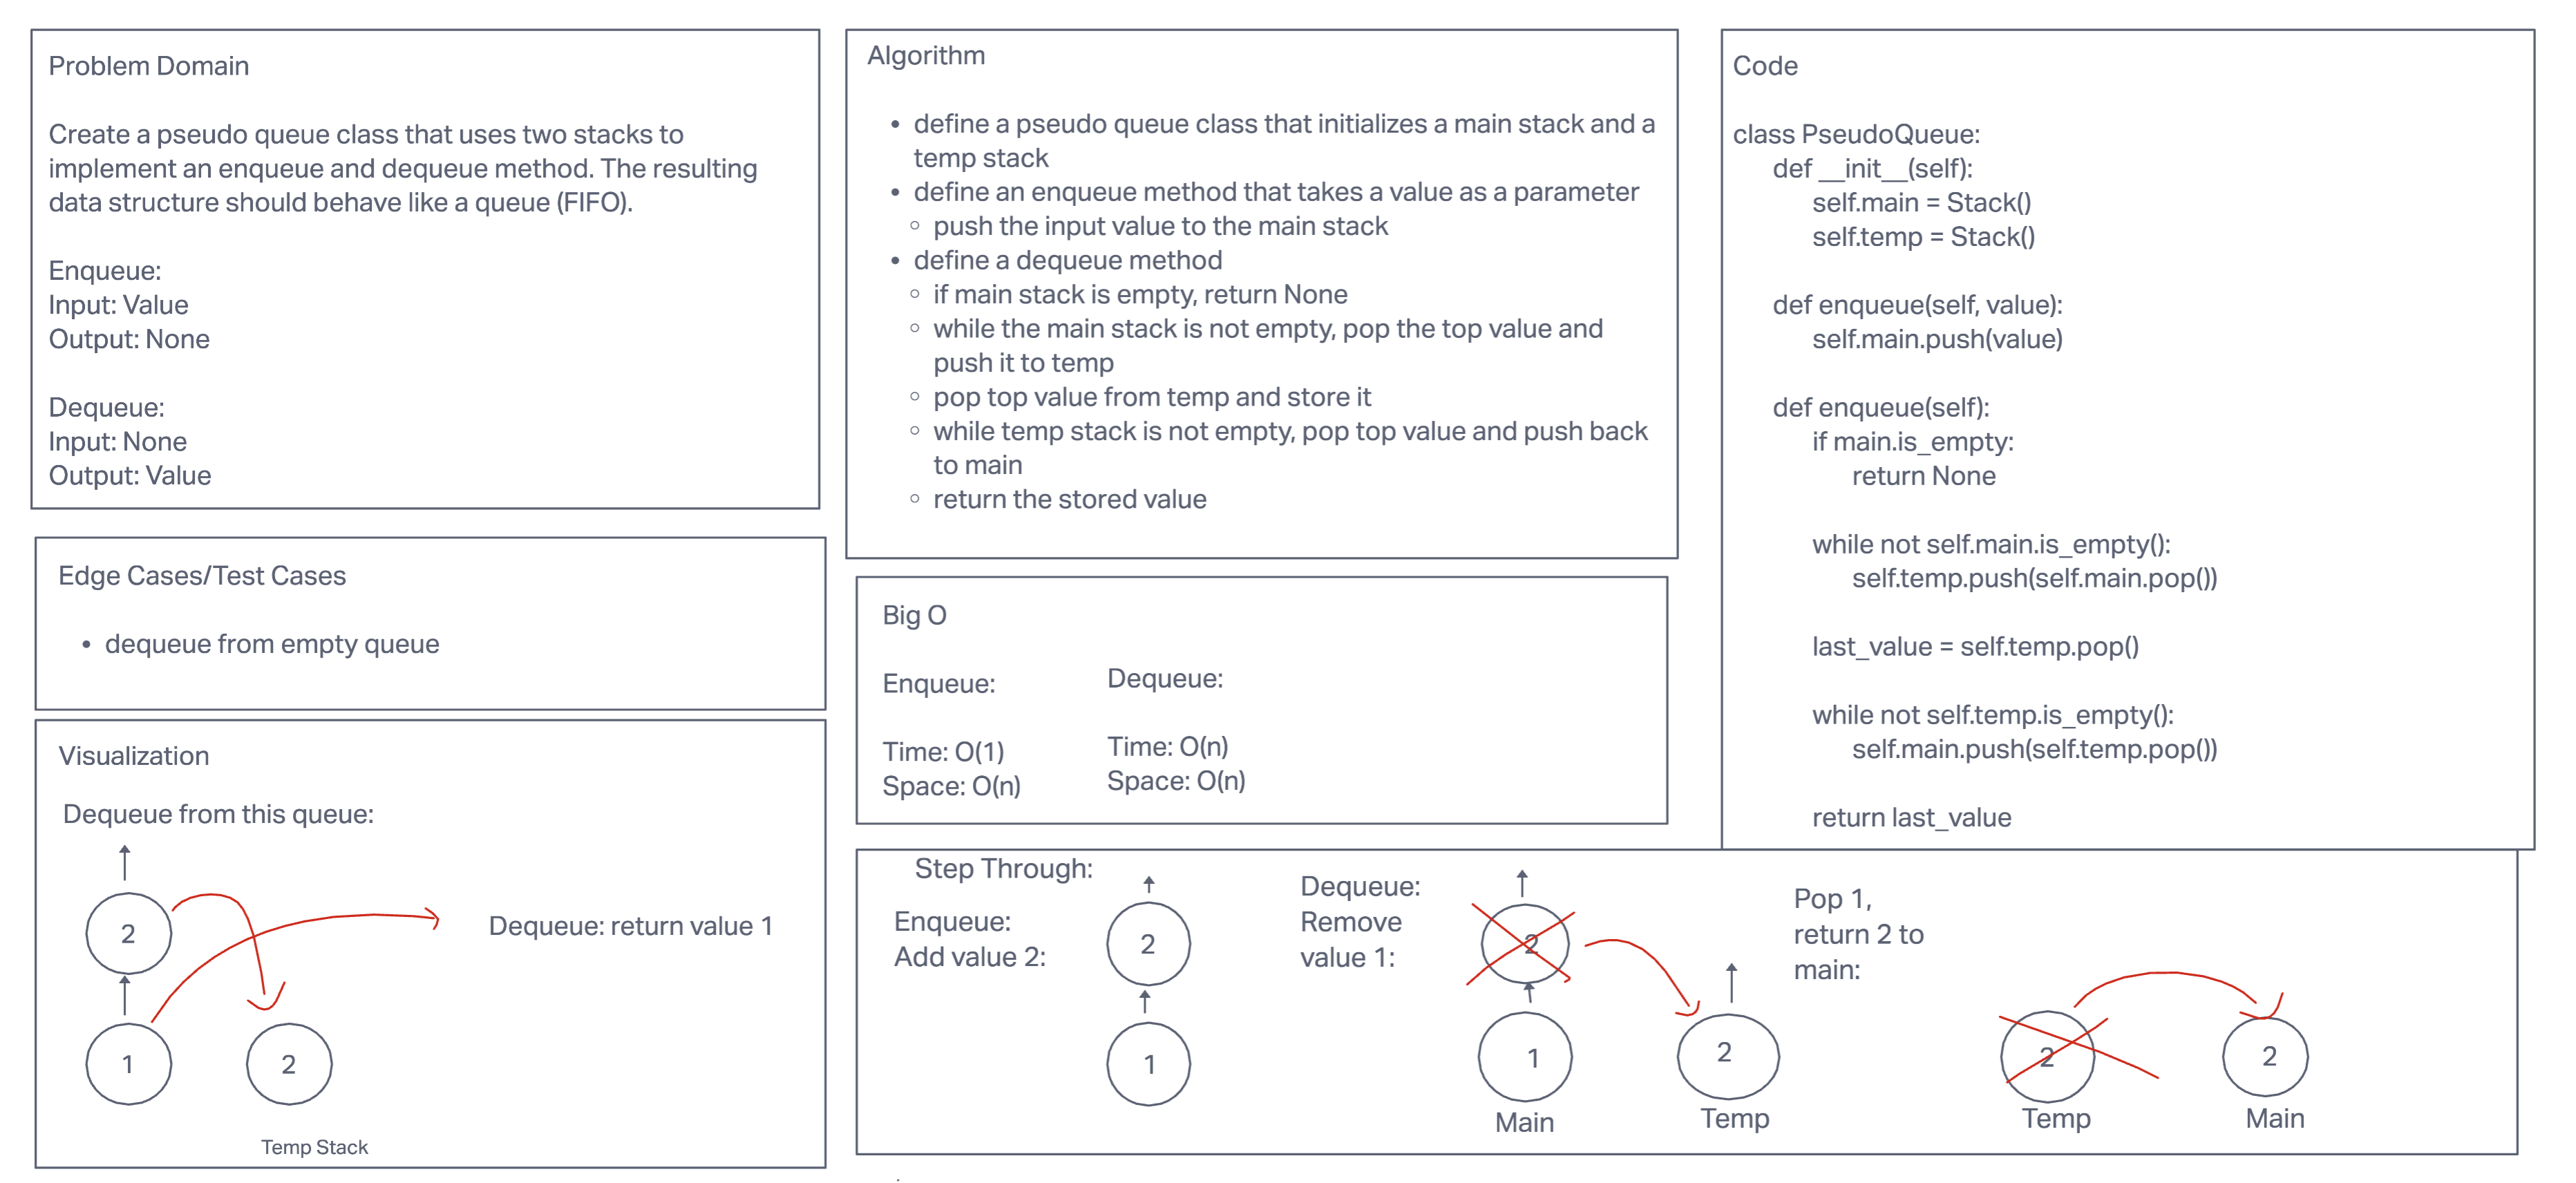 Problem Domain
Create a pseudo queue class that uses two stacks to
implement an enqueue and dequeue method. The resulting
data structure should behave like a queue (FIFO).
Enqueue:
Input: Value
Output: None
Dequeue:
Input: None
Output: Value
Edge Cases/Test Cases
• dequeue from empty queue
Visualization
Dequeue from this queue:
2
Dequeue: return value 1
1
2
Temp Stack
Algorithm
• define a pseudo queue class that initializes a main stack and a
temp stack
• define an enqueue method that takes a value as a parameter
◦ push the input value to the main stack
• define a dequeue method
◦ if main stack is empty, return None
◦ while the main stack is not empty, pop the top value and
push it to temp
◦ pop top value from temp and store it
◦ while temp stack is not empty, pop top value and push back
to main
◦ return the stored value
Big O
Enqueue:
Time: O(1)
Space: O(n)
Dequeue:
Time: O(n)
Space: O(n)
Code
class PseudoQueue:
def __init__(self):
self.main = Stack()
self.temp = Stack()
def enqueue(self, value):
self.main.push(value)
def enqueue(self):
if main.is_empty:
return None
while not self.main.is_empty():
self.temp.push(self.main.pop())
last_value = self.temp.pop()
while not self.temp.is_empty():
self.main.push(self.temp.pop())
return last_value
Step Through:
Enqueue:
Add value 2:
2
1
Dequeue:
Remove
value 1:
2
1
Main
2
Temp
Pop 1,
return 2 to
main:
2
Temp
2
Main